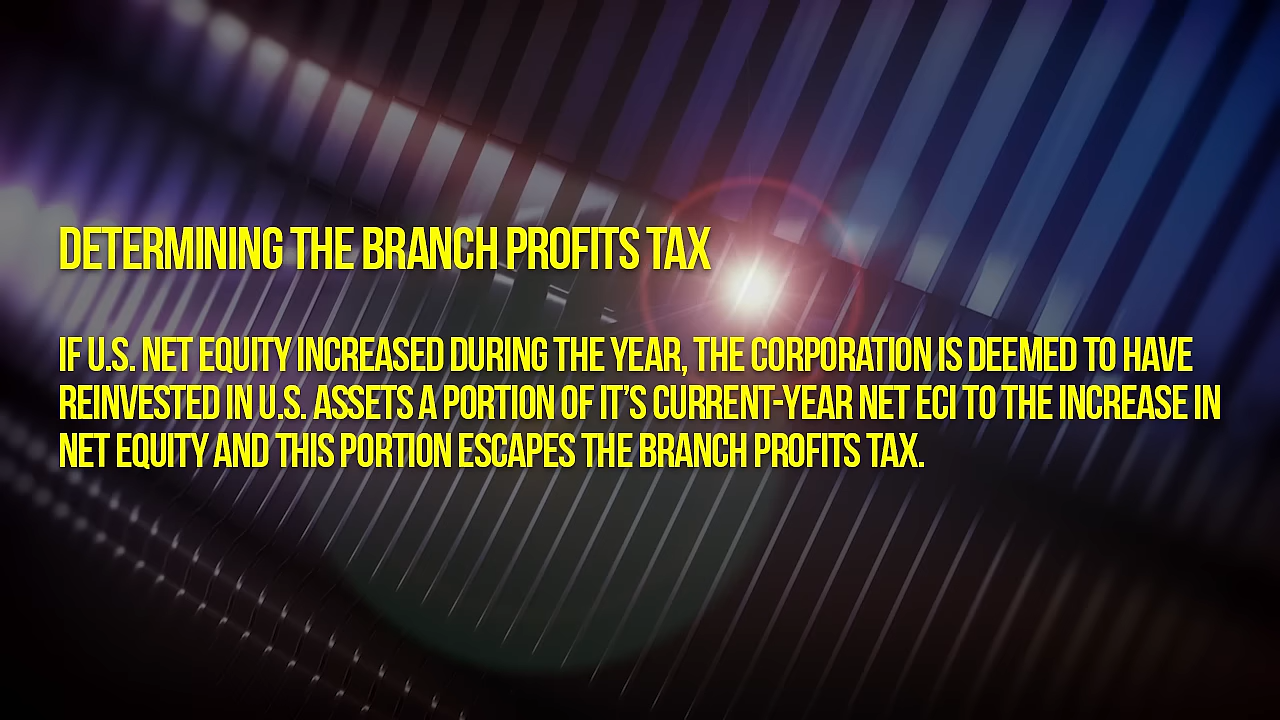 DETERMINING THE BRANCH PROFITS TAX
IF U.S. NET EQUITY INCREASED DURING THE YEAR, THE CORPORATION IS DEEMED TO HAVE
REINVESTED IN U.S. ASSETS A PORTION OF IT’S CURRENT-YEAR NET ECI TO THE INCREASE IN
NET EQUITY AND THIS PORTION ESCAPES THE BRANCH PROFITS TAX.